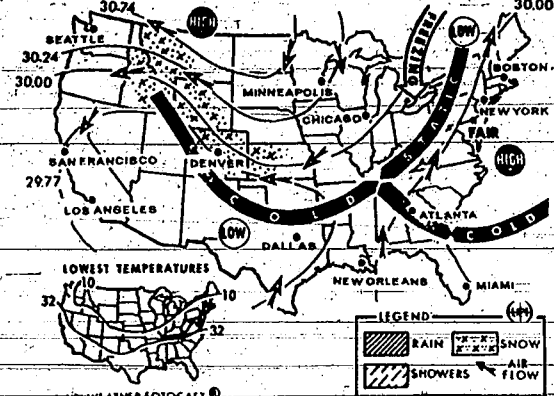 30.74
HIGH
30.00
SEATTLE
LOW
30.24
FREEZING
30.00
BOSTON
MINNEAPOLIS
NEW YORK
CHICAGO
STATIC
FAIR
SAN FRANCISCO
DENVER
HIGH
29.77
LOS ANGELES
COLD
ATLANTA
COLD
LOW
DALLAS
LOWEST TEMPERATURES
NEW ORLEANS
MIAMI
10
10
32
32
LEGEND
RAIN
SNOW
SHOWERS
AIR
FLOW